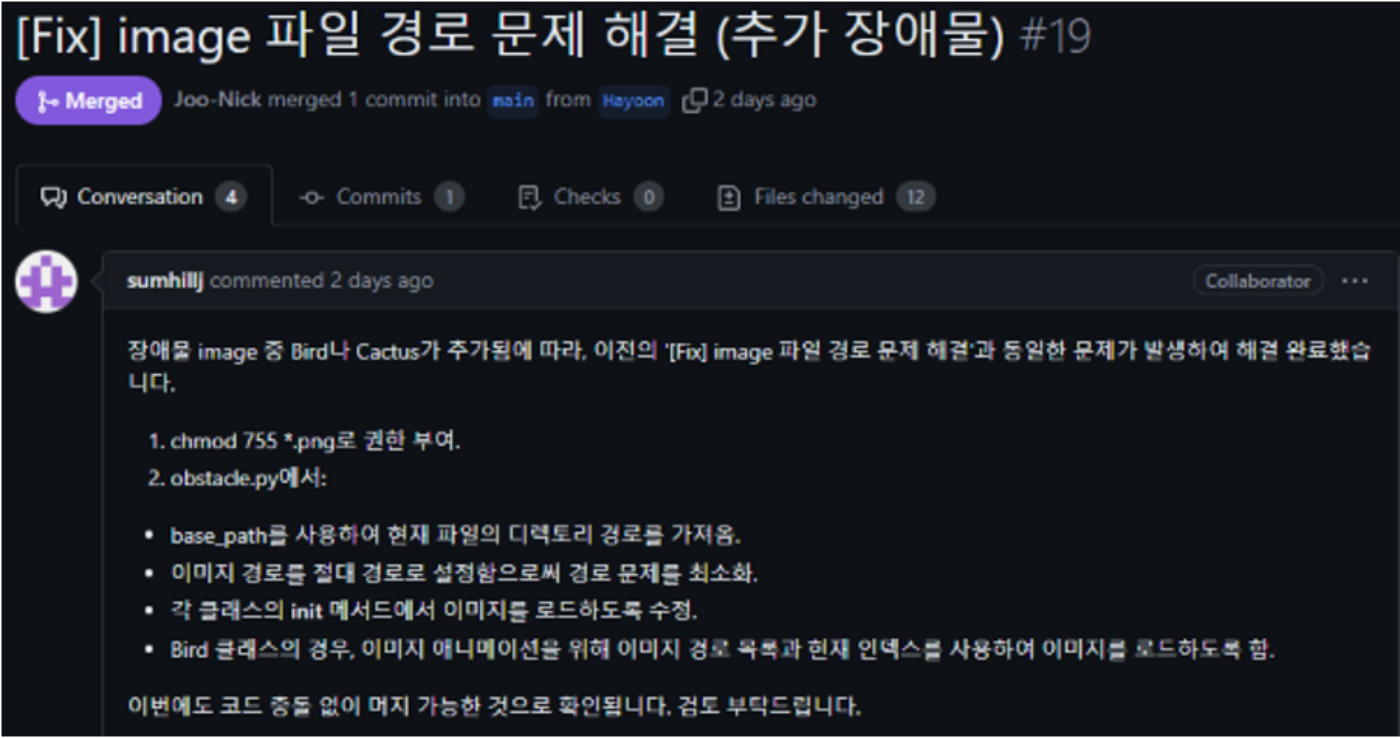 [Fix] image 파일 경로 문제 해결 (추가 장애물) #19
Merged Joo-Nick merged 1 commit into main from Hayoon 2 days ago
Conversation 4 Commits 1 Checks 0 Files changed 12
sumhillj commented 2 days ago Collaborator ...
장애물 image 중 Bird나 Cactus가 추가됨에 따라, 이전의 '[Fix] image 파일 경로 문제 해결'과 동일한 문제가 발생하여 해결 완료했습
니다.
1. chmod 755 *.png로 권한 부여.
2. obstacle.py에서:
• base_path를 사용하여 현재 파일의 디렉토리 경로를 가져옴.
• 이미지 경로를 절대 경로로 설정함으로써 경로 문제를 최소화.
• 각 클래스의 init 메서드에서 이미지를 로드하도록 수정.
• Bird 클래스의 경우, 이미지 애니메이션을 위해 이미지 경로 목록과 현재 인덱스를 사용하여 이미지를 로드하도록 함.
이번에도 코드 충돌 없이 머지 가능한 것으로 확인됩니다. 검토 부탁드립니다.